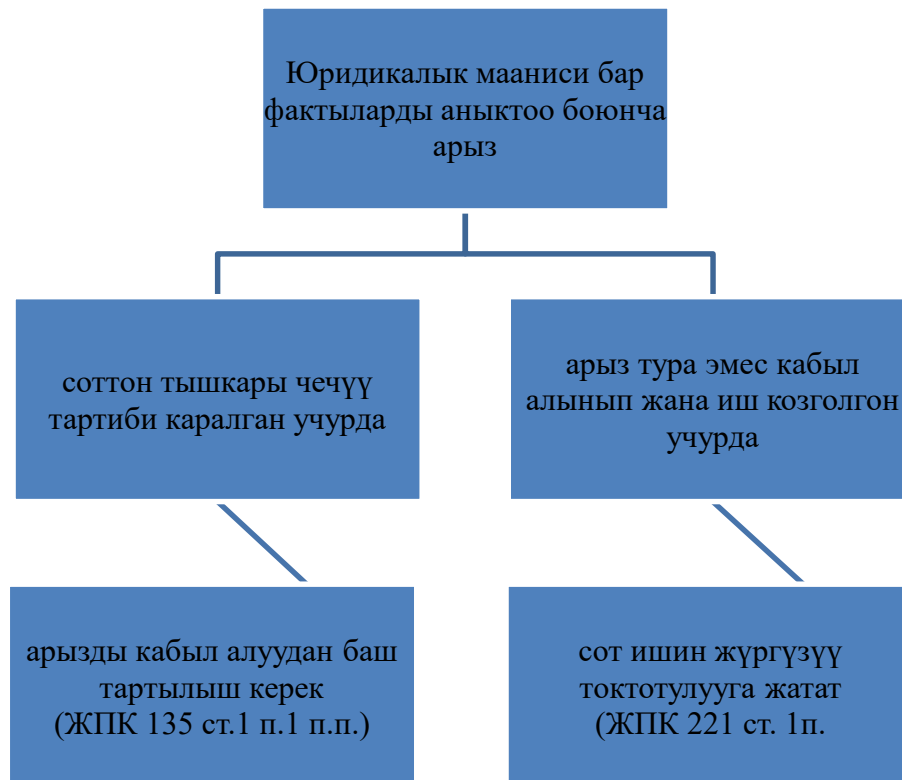 Юридикалык мааниси бар
фактыларды аныктоо боюнча
арыз
соттон тышкары чечүү
тартиби каралган учурда
арыз тура эмес кабыл
алынып жана иш козголгон
учурда
арызды кабыл алуудан баш
тартылыш керек
(ЖПК 135 ст.1 п.1 п.п.)
сот ишин жүргүзүү
токтотулууга жатат
(ЖПК 221 ст. 1п.